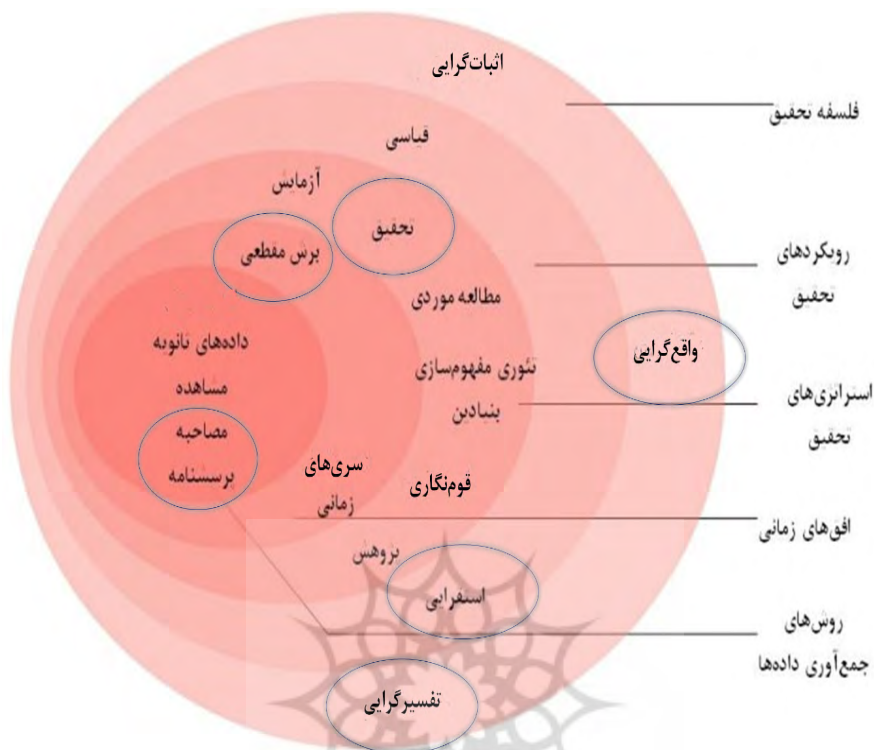 اثبات‌گرایی
فلسفه تحقیق
قیاسی
آزمایش
تحقیق
برش مقطعی
رویکردهای
تحقیق
مطالعه موردی
داده‌های ثانویه
واقع‌گرایی
تئوری مفهوم‌سازی
بنیادین
مشاهده
استراتژی‌های
تحقیق
مصاحبه
پرسشنامه
سری‌های
زمانی
قوم‌نگاری
افق‌های زمانی
پژوهش
استقرایی
روش‌های
جمع‌آوری داده‌ها
تفسیرگرایی